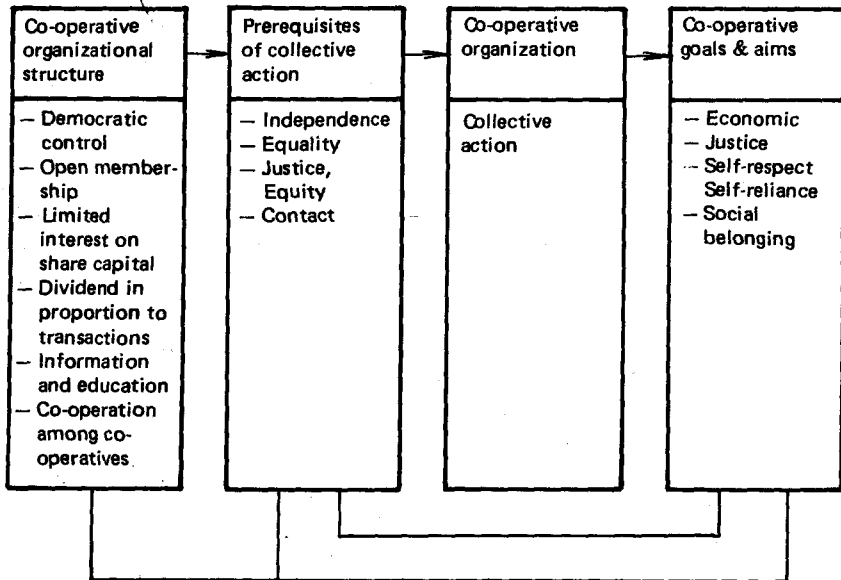 Co-operative
organizational
structure
— Democratic
control
— Open member-
ship
— Limited
interest on
share capital
— Dividend in
proportion to
transactions
— Information
and education
— Co-operation
among co-
operatives
Prerequisites
of collective
action
— Independence
— Equality
— Justice,
Equity
— Contact
Co-operative
organization
Collective
action
Co-operative
goals & aims
— Economic
— Justice
— Self-respect
Self-reliance
— Social
belonging